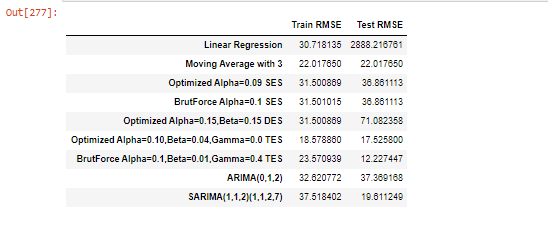 Out[277]:
Train RMSE Test RMSE
Linear Regression 30.718135 2888.216761
Moving Average with 3 22.017650 22.017650
Optimized Alpha=0.09 SES 31.500869 36.861113
BrutForce Alpha=0.1 SES 31.501015 36.861113
Optimized Alpha=0.15,Beta=0.15 DES 31.500869 71.082358
Optimized Alpha=0.10,Beta=0.04,Gamma=0.0 TES 18.578860 17.525800
BrutForce Alpha=0.1,Beta=0.01,Gamma=0.4 TES 23.570939 12.227447
ARIMA(0,1,2) 32.620772 37.369168
SARIMA(1,1,2)(1,1,2,7) 37.518402 19.611249